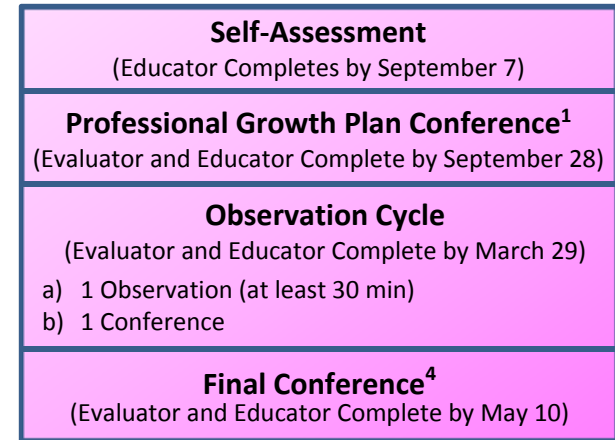 Self-Assessment
(Educator Completes by September 7)
Professional Growth Plan Conference¹
(Evaluator and Educator Complete by September 28)
Observation Cycle
(Evaluator and Educator Complete by March 29)
a) 1 Observation (at least 30 min)
b) 1 Conference
Final Conference⁴
(Evaluator and Educator Complete by May 10)